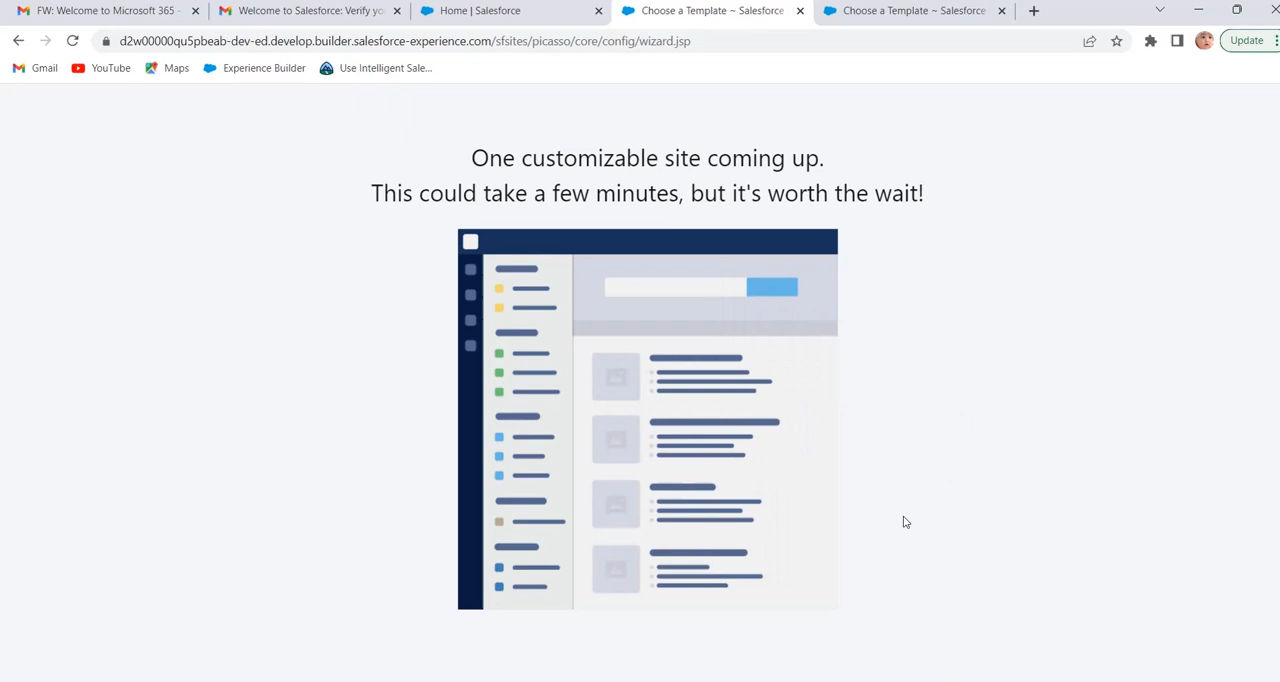 FW: Welcome to Microsoft 365 -
Welcome to Salesforce: Verify yo
Home | Salesforce
Choose a Template ~ Salesforce
Choose a Template ~ Salesforce
d2w00000qu5pbeab-dev-ed.develop.builder.salesforce-experience.com/sfsites/picasso/core/config/wizard.jsp
Update
Gmail
YouTube
Maps
Experience Builder
Use Intelligent Sale...
One customizable site coming up.
This could take a few minutes, but it's worth the wait!